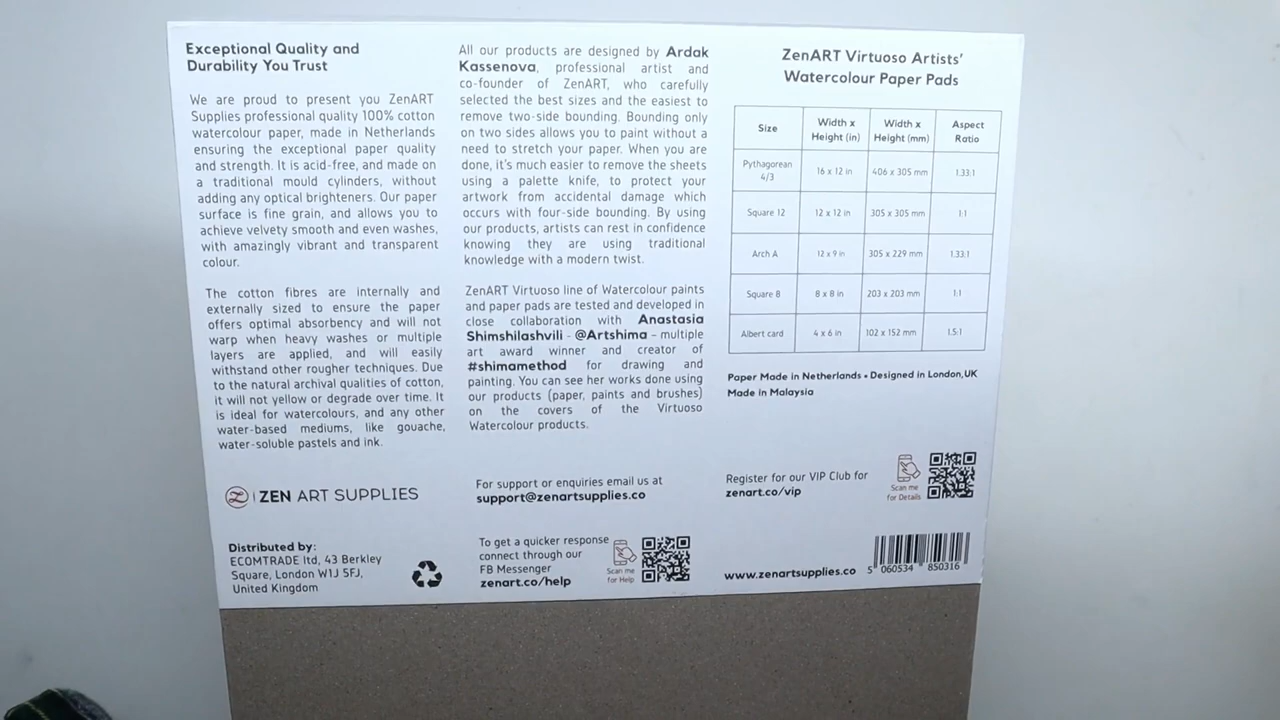 Exceptional Quality and
Durability You Trust
We are proud to present you ZenART
Supplies professional quality 100% cotton
watercolour paper, made in Netherlands
ensuring the exceptional paper quality
and strength. It is acid-free, and made on
a traditional mould cylinders, without
adding any optical brighteners. Our paper
surface is fine grain, and allows you to
achieve velvety smooth and even washes,
with amazingly vibrant and transparent
colour.
The cotton fibres are internally and
externally sized to ensure the paper
offers optimal absorbency and will not
warp when heavy washes or multiple
layers are applied, and will easily
withstand other rougher techniques. Due
to the natural archival qualities of cotton,
it will not yellow or degrade over time. It
is ideal for watercolours, and any other
water-based mediums, like gouache,
water-soluble pastels and ink.
ZEN ART SUPPLIES
Distributed by:
ECOMTRADE ltd, 43 Berkley
Square, London W1J 5FJ,
United Kingdom
All our products are designed by Ardak
Kassenova, professional artist and
co-founder of ZenART, who carefully
selected the best sizes and the easiest to
remove two-side bounding. Bounding only
on two sides allows you to paint without a
need to stretch your paper. When you are
done, it's much easier to remove the sheets
using a palette knife, to protect your
artwork from accidental damage which
occurs with four-side bounding. By using
our products, artists can rest in confidence
knowing they are using traditional
knowledge with a modern twist.
ZenART Virtuoso line of Watercolour paints
and paper pads are tested and developed in
close collaboration with Anastasia
Shimshilashvili - @Artshima – multiple
art award winner and creator of
#shimamethod for drawing and
painting. You can see her works done using
our products (paper, paints and brushes)
on the covers of the Virtuoso
Watercolour products.
For support or enquiries email us at
support@zenartsupplies.co
To get a quicker response
connect through our
FB Messenger
zenart.co/help
Scan me
for Help
ZenART Virtuoso Artists'
Watercolour Paper Pads
Size Width x Height (in) Width x Height (mm) Aspect Ratio
Pythagorean 4/3 16 x 12 in 406 x 305 mm 1.33:1
Square 12 12 x 12 in 305 x 305 mm 1:1
Arch A 12 x 9 in 305 x 229 mm 1.33:1
Square 8 8 x 8 in 203 x 203 mm 1:1
Albert card 4 x 6 in 102 x 152 mm 1.5:1
Paper Made in Netherlands • Designed in London,UK
Made in Malaysia
Register for our VIP Club for
zenart.co/vip
Scan me
for Details
www.zenartsupplies.co
5 060534 850316